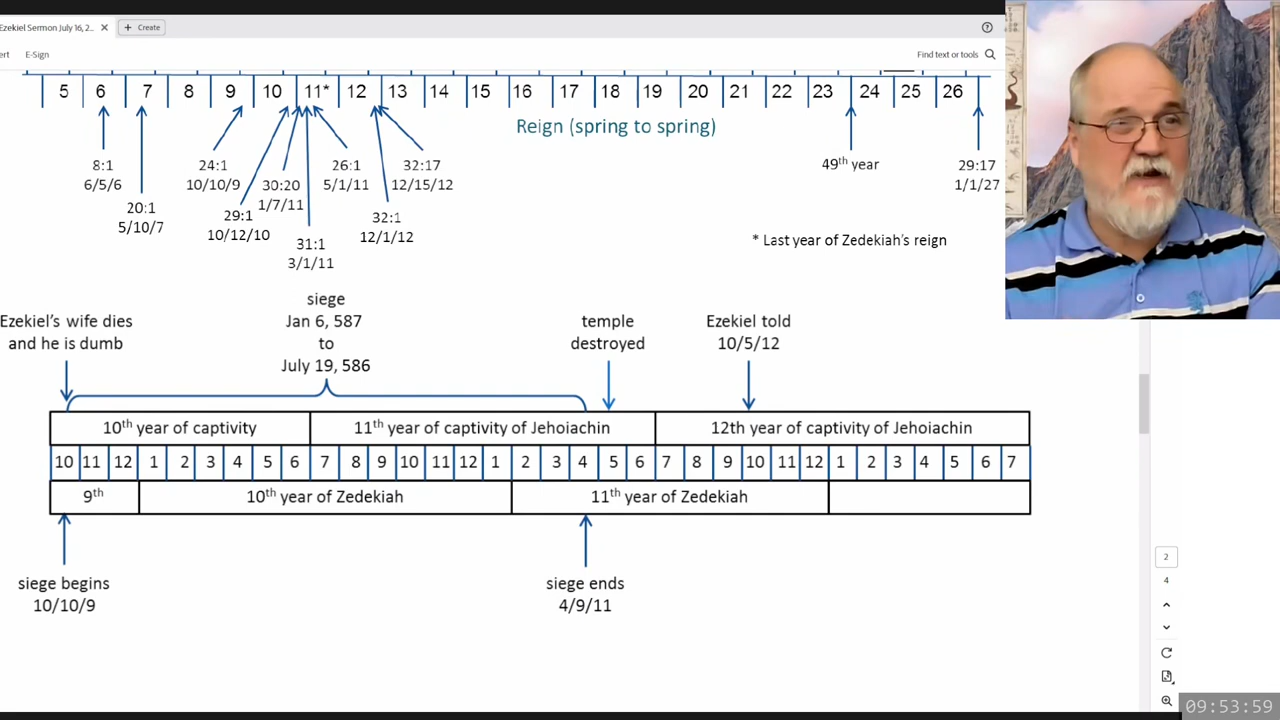 Ezekiel Sermon July 16, 2...
Create
ert
E-Sign
Find text or tools
5 6 7 8 9 10 11* 12 13 14 15 16 17 18 19 20 21 22 23 24 25 26
Reign (spring to spring)
8:1
6/5/6
20:1
5/10/7
24:1
10/10/9
29:1
10/12/10
30:20
1/7/11
31:1
3/1/11
26:1
5/1/11
32:1
12/1/12
32:17
12/15/12
49th year
29:17
1/1/27
* Last year of Zedekiah's reign
Ezekiel's wife dies
and he is dumb
siege
Jan 6, 587
to
July 19, 586
temple
destroyed
Ezekiel told
10/5/12
10th year of captivity
11th year of captivity of Jehoiachin
12th year of captivity of Jehoiachin
10 11 12 1 2 3 4 5 6 7 8 9 10 11 12 1 2 3 4 5 6 7 8 9 10 11 12 1 2 3 4 5 6 7
9th
10th year of Zedekiah
11th year of Zedekiah
siege begins
10/10/9
siege ends
4/9/11
2
4
09:53:59